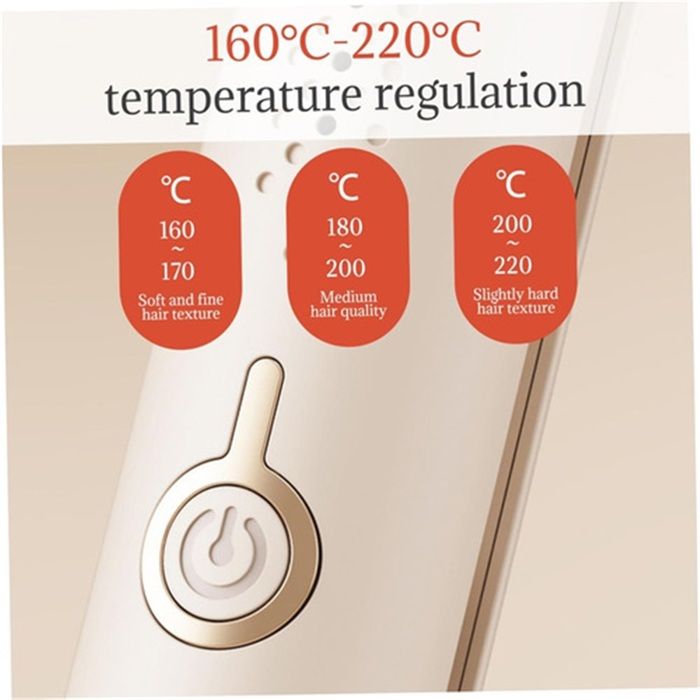 160°C-220°C
temperature regulation
°C
160
~
170
Soft and fine
hair texture
°C
180
~
200
Medium
hair quality
°C
200
~
220
Slightly hard
hair texture